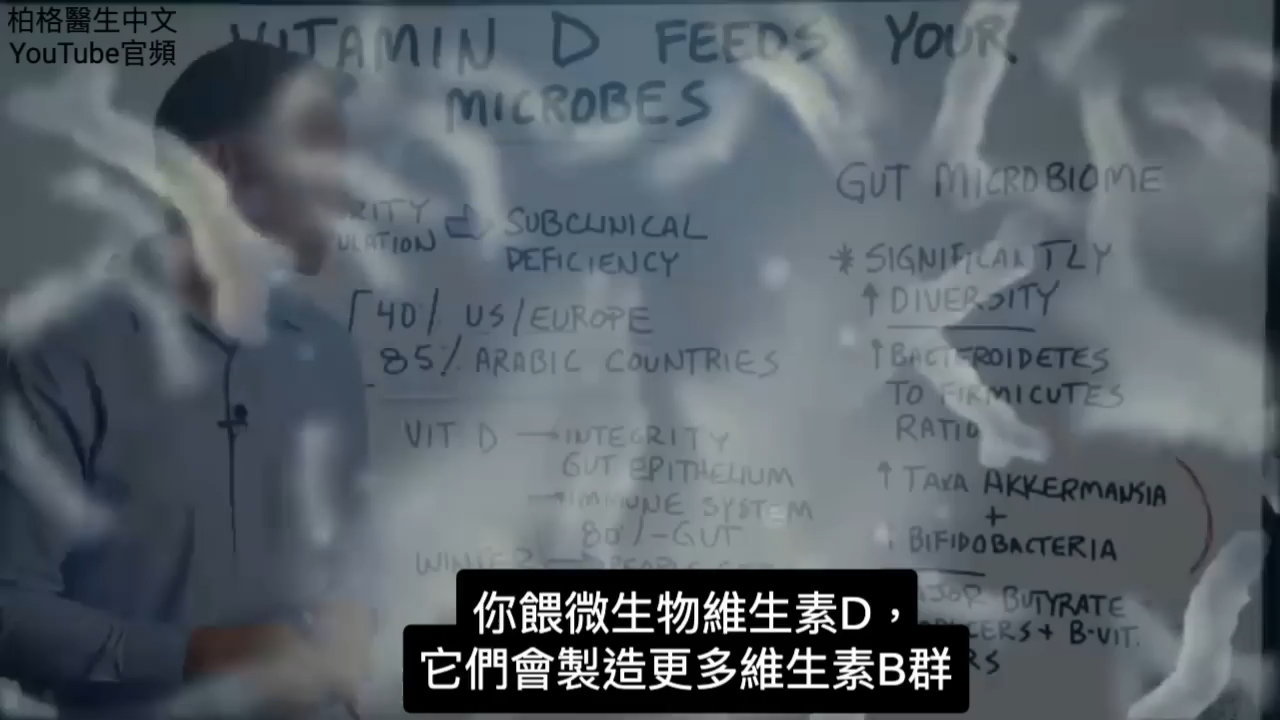 柏格醫生中文
YouTube官頻
VITAMIN D FEEDS YOUR
MICROBES
RITY
ULATION → SUBCLINICAL
DEFICIENCY
40% US/EUROPE
85% ARABIC COUNTRIES
VIT D → INTEGRITY
GUT EPITHELIUM
→ IMMUNE SYSTEM
80%-GUT
WINTER →
GUT MICROBIOME
* SIGNIFICANTLY
↑ DIVERSITY
↑ BACTEROIDETES
TO FIRMICUTES
RATIO
↑ TAXA AKKERMANSIA
+
BIFIDOBACTERIA
BUTYRATE
+ B-VIT.
你餵微生物維生素D，
它們會製造更多維生素B群